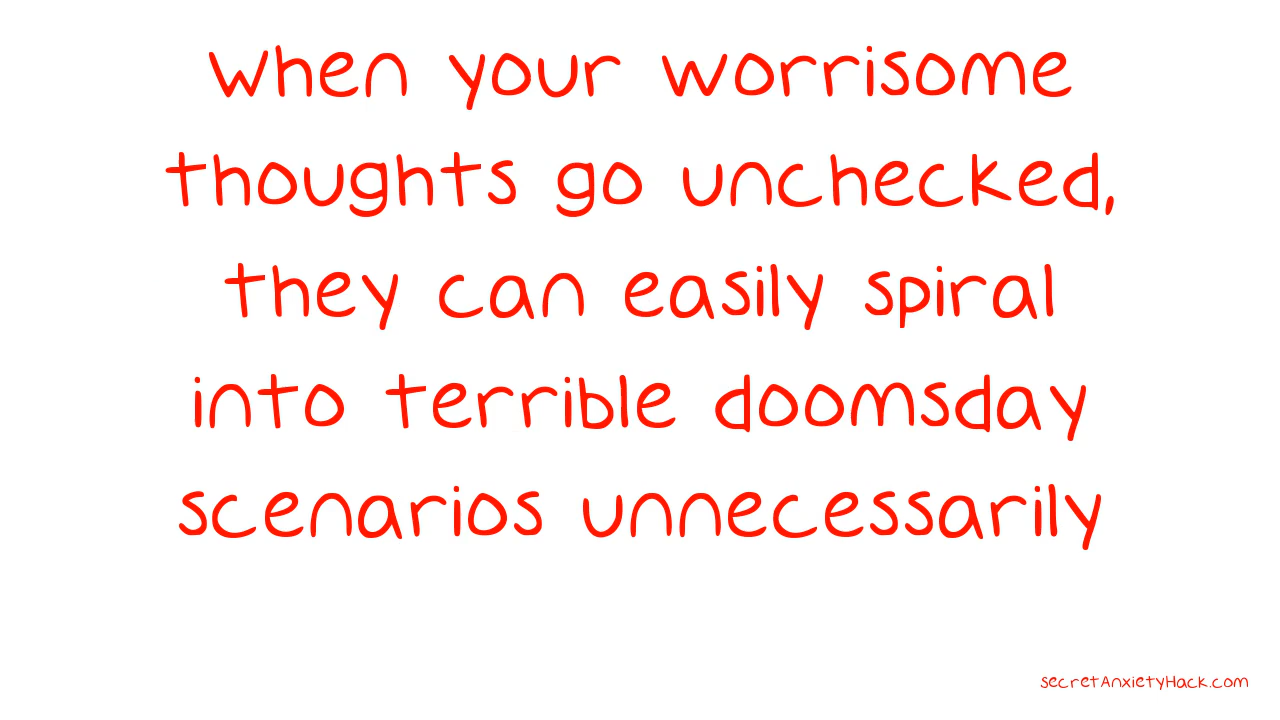 When your worrisome
thoughts go unchecked,
they can easily spiral
into terrible doomsday
scenarios unnecessarily
secretAnxietyHack.com